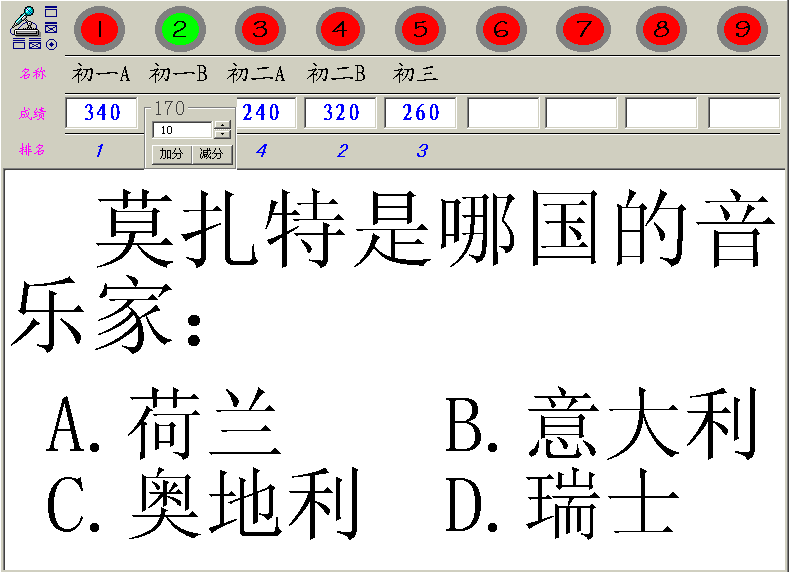 1 2 3 4 5 6 7 8 9
名称 初一A 初一B 初二A 初二B 初三
成绩 340 170 240 320 260
10
加分 减分
排名 1 4 2 3
莫扎特是哪国的音
乐家：
A.荷兰 B.意大利
C.奥地利 D.瑞士